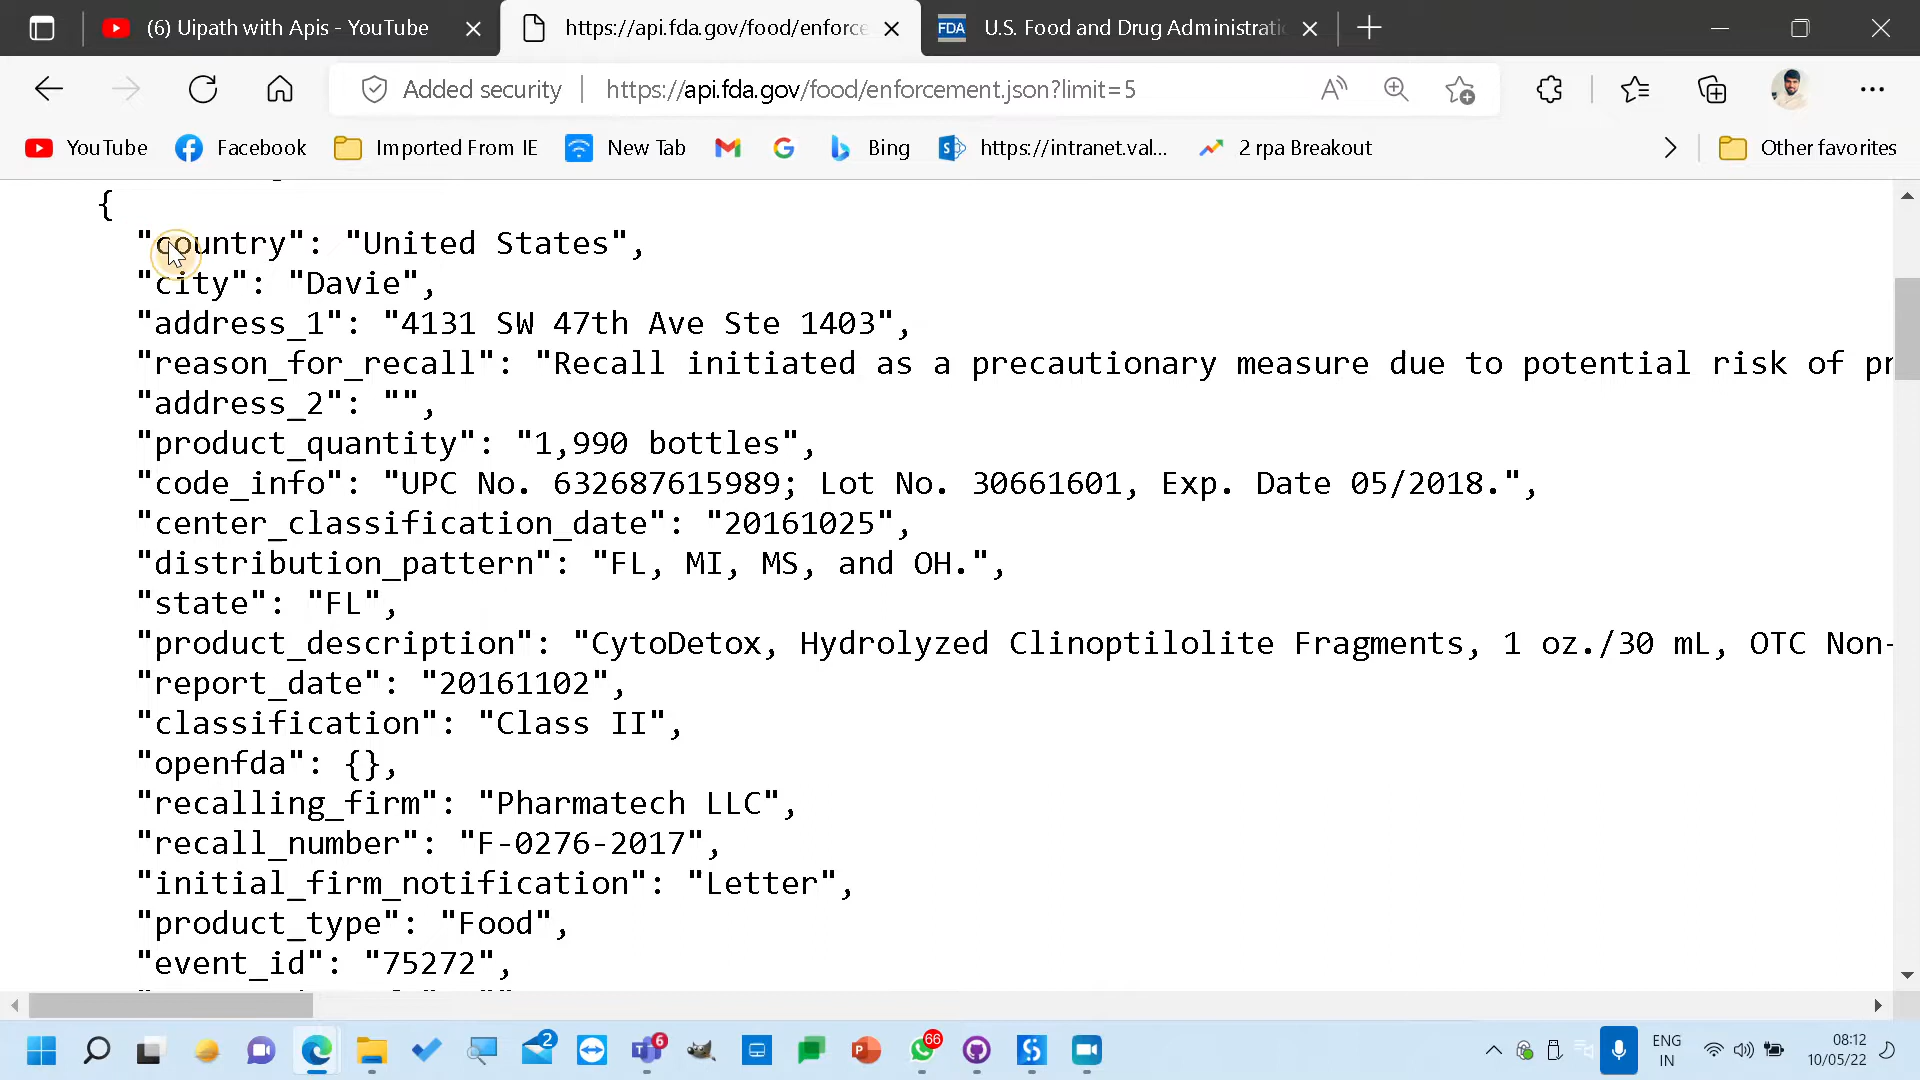 (6) Uipath with Apis - YouTube
https://api.fda.gov/food/enforce
FDA U.S. Food and Drug Administrati
Added security https://api.fda.gov/food/enforcement.json?limit=5
YouTube Facebook Imported From IE New Tab Bing https://intranet.val... 2 rpa Breakout Other favorites
{
"country": "United States",
"city": "Davie",
"address_1": "4131 SW 47th Ave Ste 1403",
"reason_for_recall": "Recall initiated as a precautionary measure due to potential risk of pr
"address_2": "",
"product_quantity": "1,990 bottles",
"code_info": "UPC No. 632687615989; Lot No. 30661601, Exp. Date 05/2018.",
"center_classification_date": "20161025",
"distribution_pattern": "FL, MI, MS, and OH.",
"state": "FL",
"product_description": "CytoDetox, Hydrolyzed Clinoptilolite Fragments, 1 oz./30 mL, OTC Non-
"report_date": "20161102",
"classification": "Class II",
"openfda": {},
"recalling_firm": "Pharmatech LLC",
"recall_number": "F-0276-2017",
"initial_firm_notification": "Letter",
"product_type": "Food",
"event_id": "75272",
2
6
66
ENG
IN
08:12
10/05/22